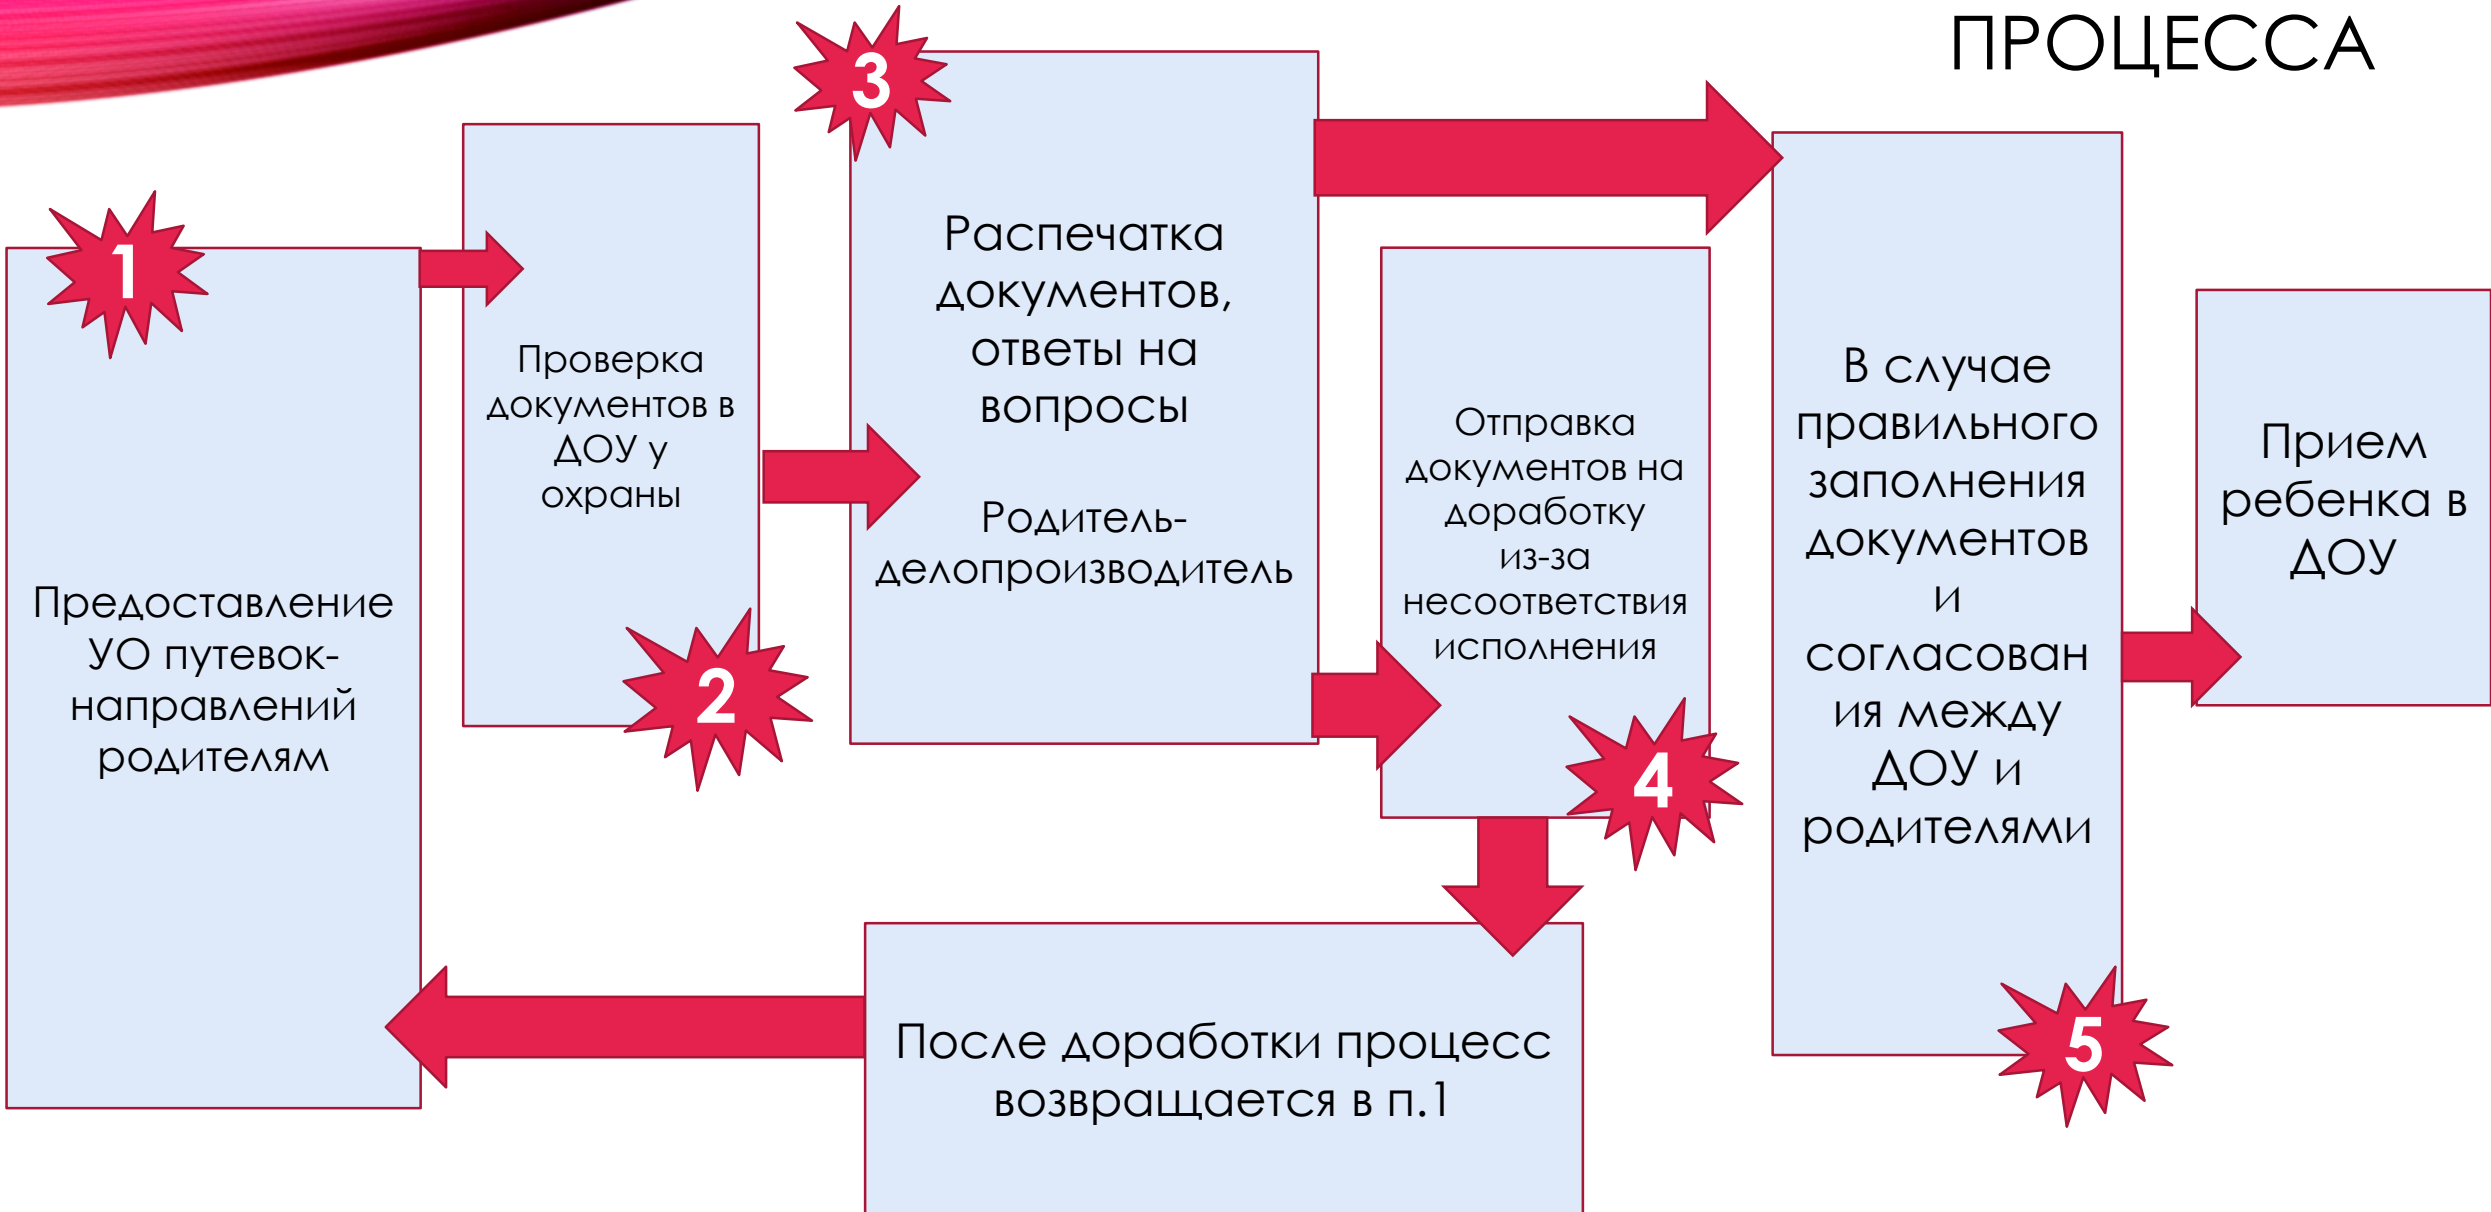 ПРОЦЕССА
1
Предоставление
УО путевок-
направлений
родителям
Проверка
документов в
ДОУ у
охраны
2
3
Распечатка
документов,
ответы на
вопросы
Родитель-
делопроизводитель
Отправка
документов на
доработку
из-за
несоответствия
исполнения
4
В случае
правильного
заполнения
документов
и
согласован
ия между
ДОУ и
родителями
5
Прием
ребенка в
ДОУ
После доработки процесс
возвращается в п.1